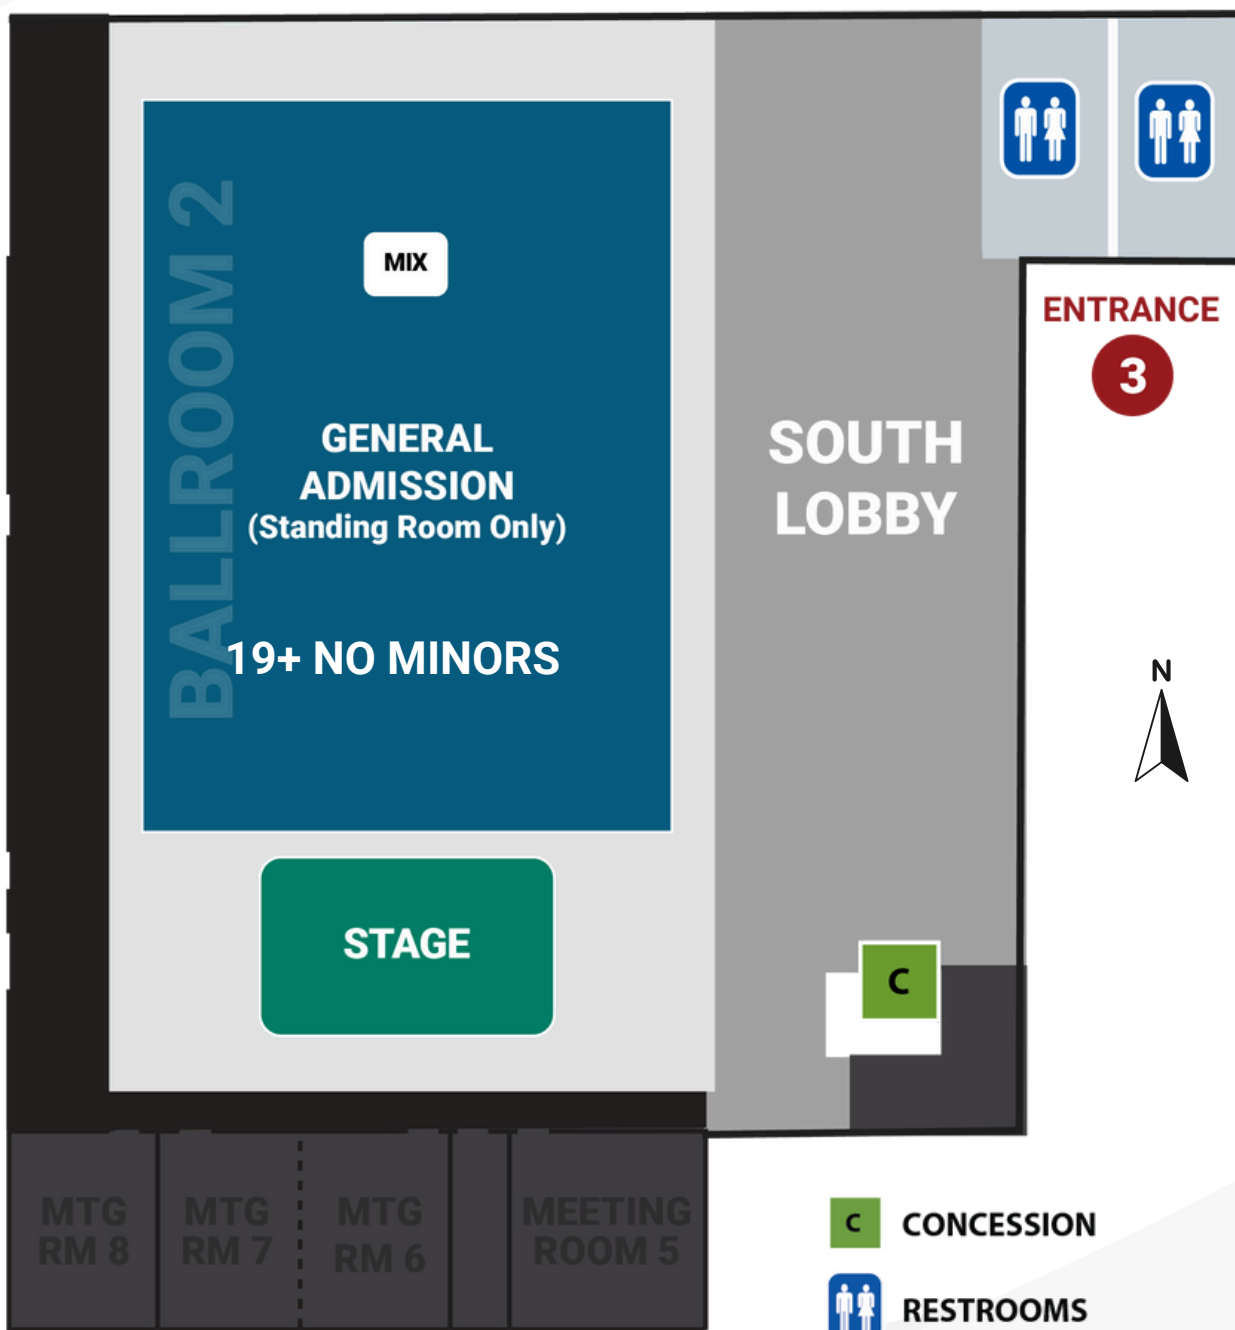 BALLROOM 2
MIX
GENERAL
ADMISSION
(Standing Room Only)
19+ NO MINORS
STAGE
SOUTH
LOBBY
ENTRANCE
3
N
C
MTG
RM 8
MTG
RM 7
MTG
RM 6
MEETING
ROOM 5
C CONCESSION
RESTROOMS